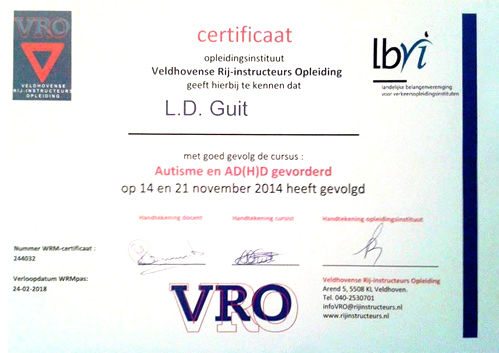 VRO
VELDHOVENSE
RIJ-INSTRUCTEURS
OPLEIDING
certificaat
opleidingsinstituut
Veldhovense Rij-instructeurs Opleiding
geeft hierbij te kennen dat
L.D. Guit
lbvi
landelijke belangenvereniging
voor verkeersopleidingsinstituten
met goed gevolg de cursus :
Autisme en AD(H)D gevorderd
op 14 en 21 november 2014 heeft gevolgd
Handtekening docent
Handtekening cursist
Handtekening opleidingsinstituut
Nummer WRM-certificaat :
244032
Verloopdatum WRMpas:
24-02-2018
VRO
Veldhovense Rij-instructeurs Opleiding
Arend 5, 5508 KL Veldhoven.
Tel. 040-2530701
infoVRO@rijinstructeurs.nl
www.rijinstructeurs.nl